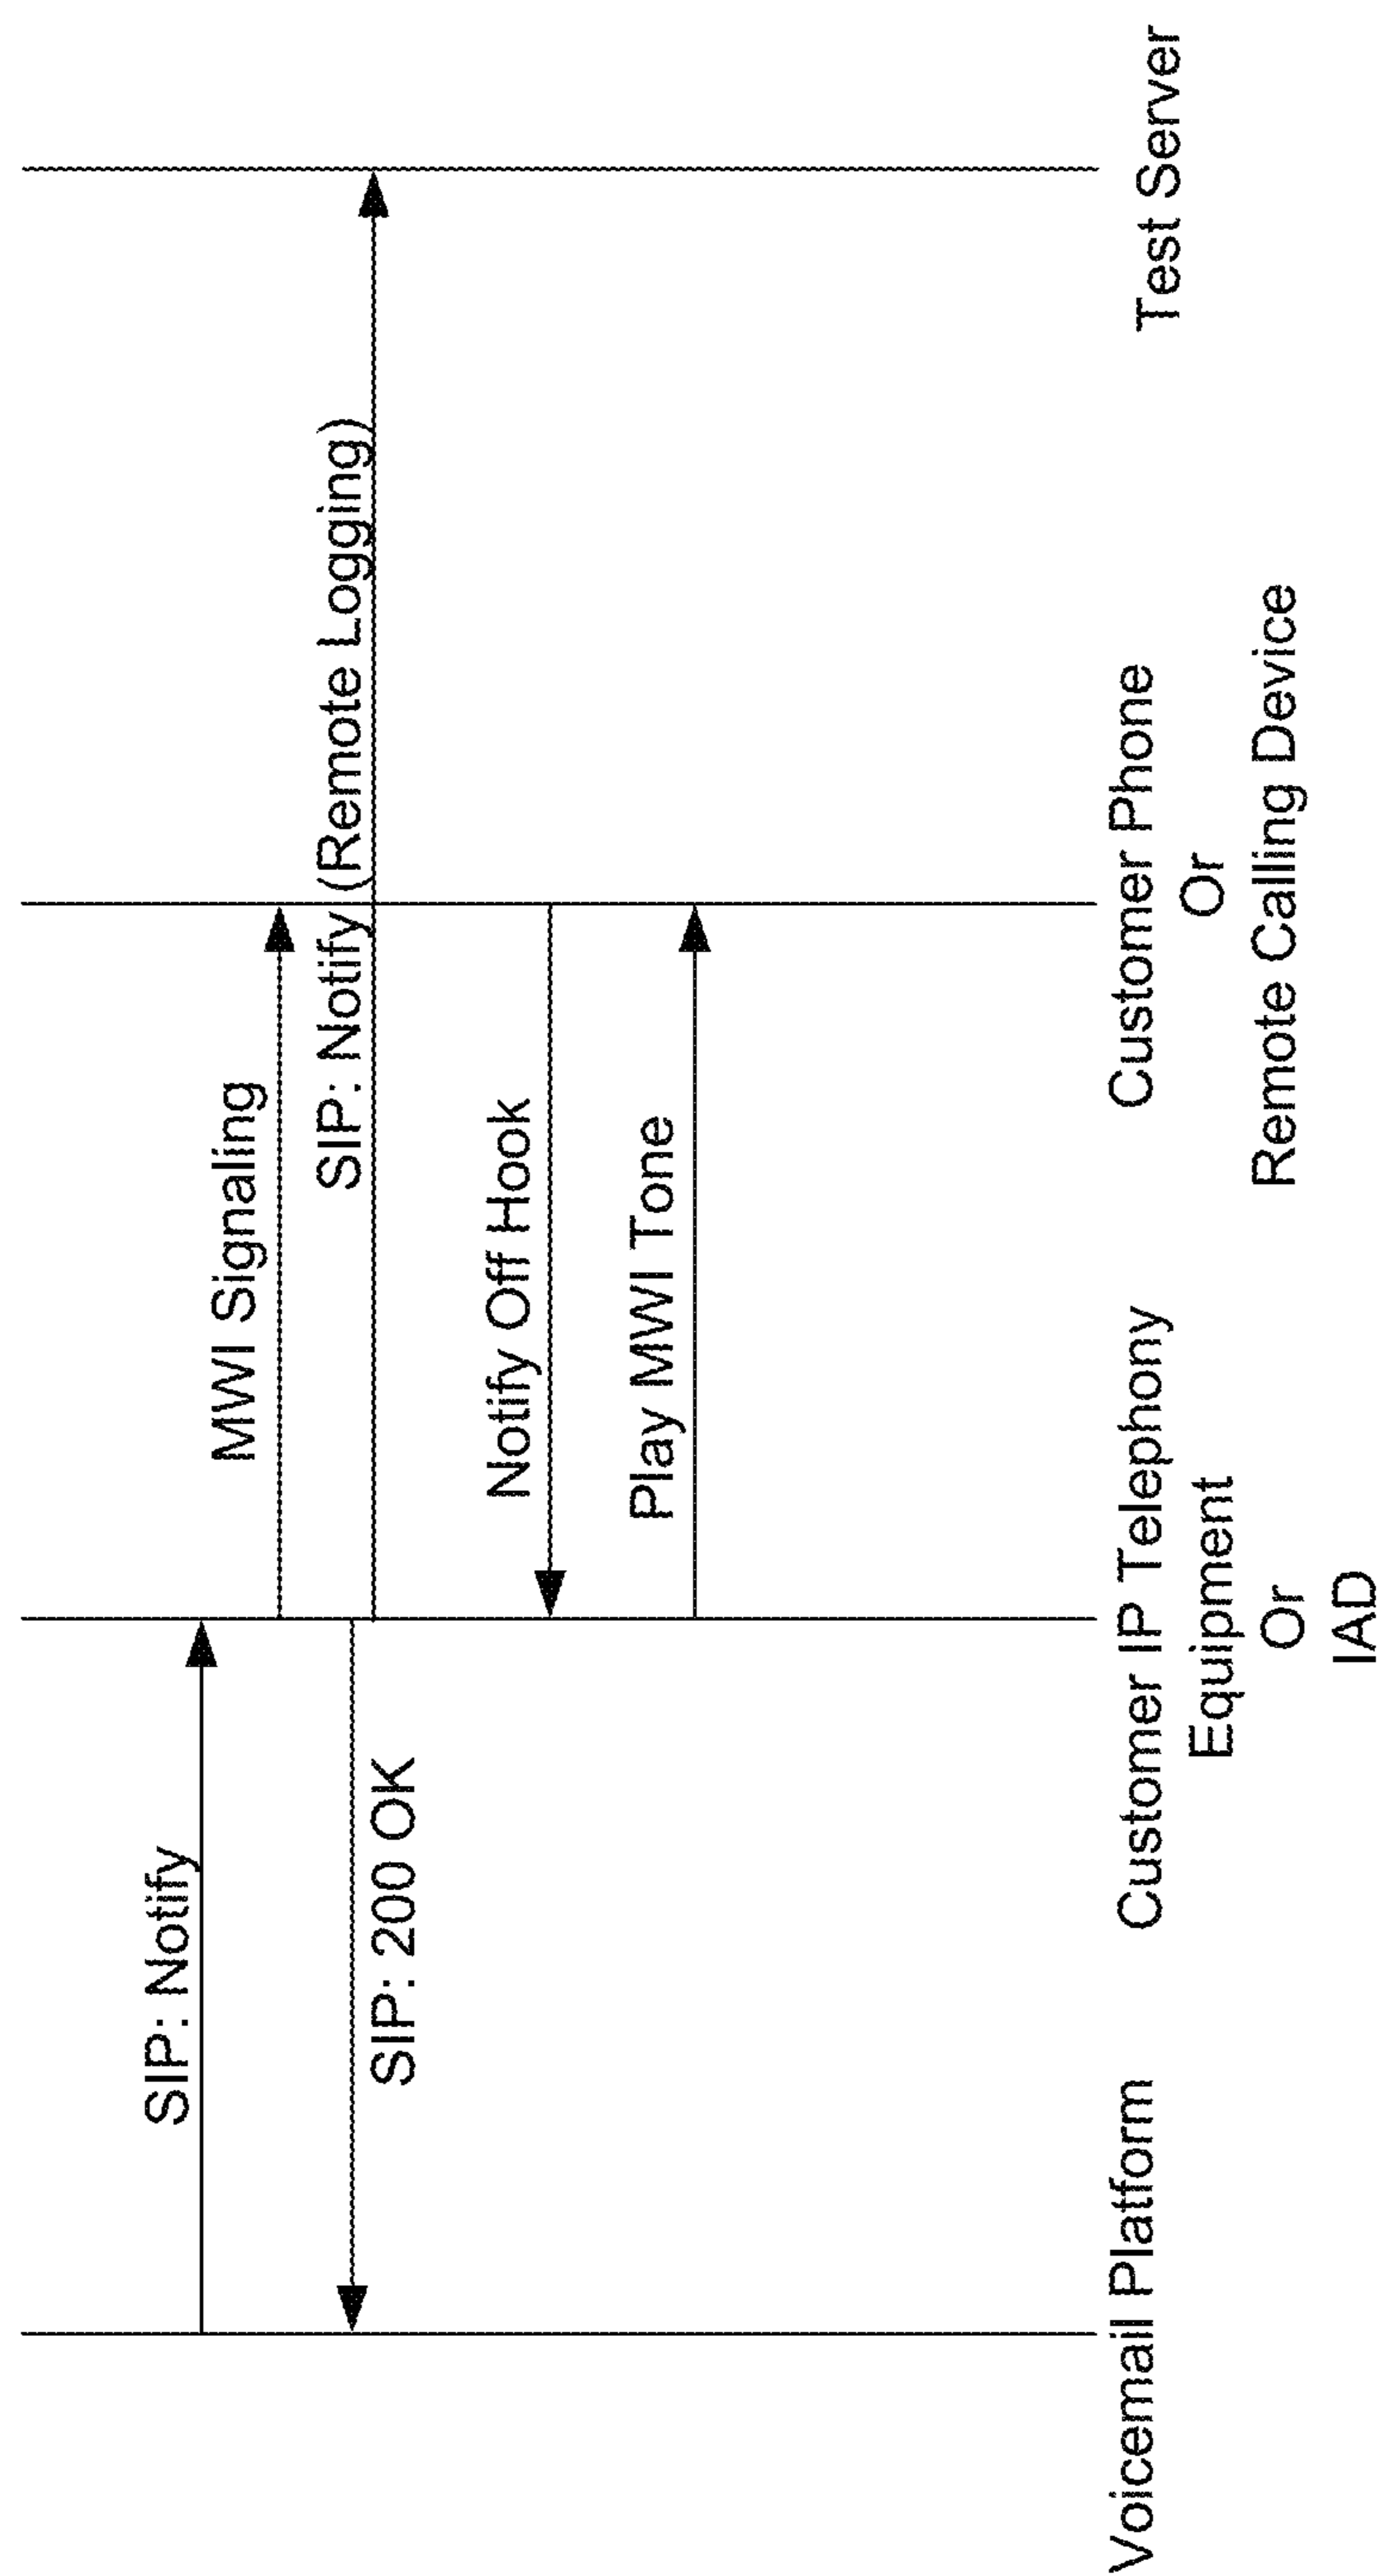 SIP: Notify
MWI Signaling
SIP: Notify (Remote Logging)
SIP: 200 OK
Notify Off Hook
Play MWI Tone
Voicemail Platform
Customer IP Telephony
Equipment
Or
IAD
Customer Phone
Or
Remote Calling Device
Test Server